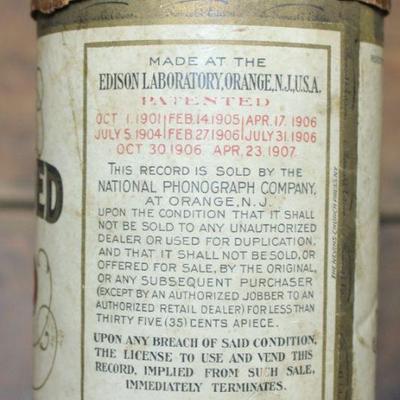 MADE AT THE
EDISON LABORATORY, ORANGE, N.J., U.S.A.
PATENTED
OCT 1. 1901 | FEB. 14. 1905 | APR. 17. 1906
JULY 5. 1904 | FEB. 27. 1906 | JULY 31. 1906
OCT 30. 1906 APR. 23. 1907.
THIS RECORD IS SOLD BY THE
NATIONAL PHONOGRAPH COMPANY,
AT ORANGE, N.J.
UPON THE CONDITION THAT IT SHALL
NOT BE SOLD TO ANY UNAUTHORIZED
DEALER OR USED FOR DUPLICATION,
AND THAT IT SHALL NOT BE SOLD, OR
OFFERED FOR SALE, BY THE ORIGINAL,
OR ANY SUBSEQUENT PURCHASER
(EXCEPT BY AN AUTHORIZED JOBBER TO AN
AUTHORIZED RETAIL DEALER) FOR LESS THAN
THIRTY FIVE (35) CENTS APIECE.
UPON ANY BREACH OF SAID CONDITION,
THE LICENSE TO USE AND VEND THIS
RECORD, IMPLIED FROM SUCH SALE,
IMMEDIATELY TERMINATES.
ED